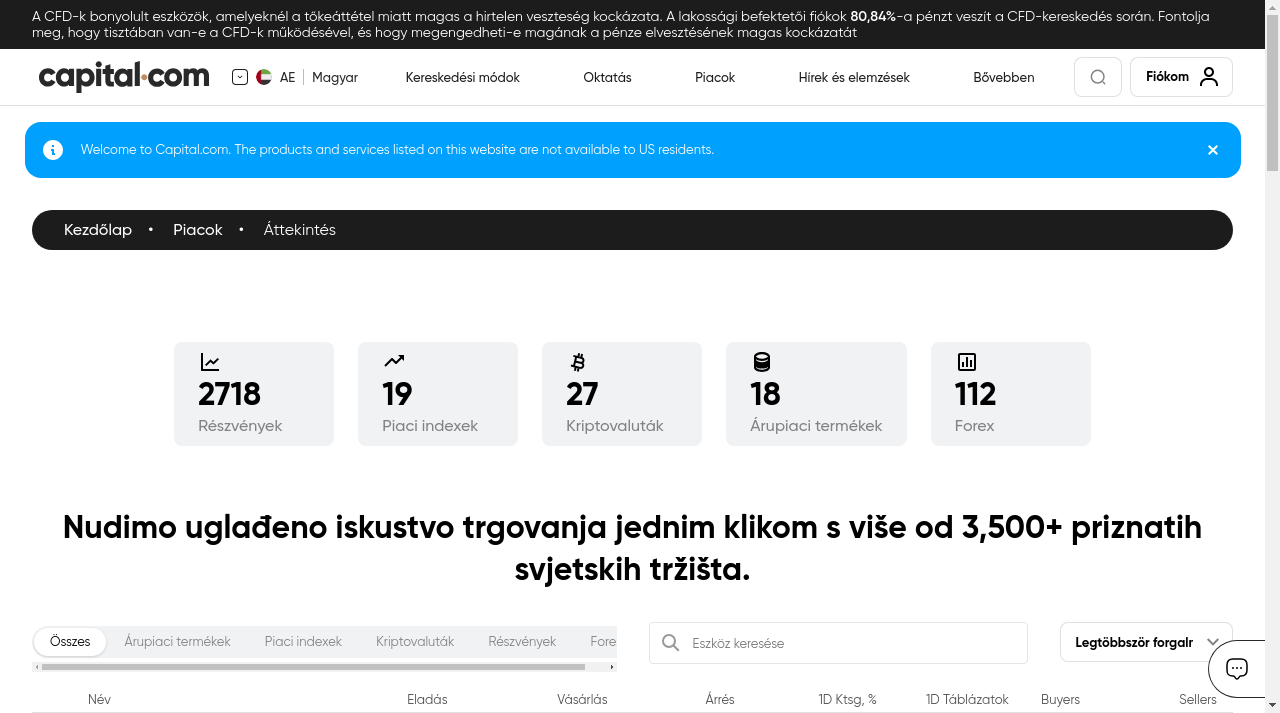 A CFD-k bonyolult eszközök, amelyeknél a tőkeáttétel miatt magas a hirtelen veszteség kockázata. A lakossági befektetői fiókok 80,84%-a pénzt veszít a CFD-kereskedés során. Fontolja
meg, hogy tisztában van-e a CFD-k működésével, és hogy megengedheti-e magának a pénze elvesztésének magas kockázatát
capital.com AE Magyar Kereskedési módok Oktatás Piacok Hírek és elemzések Bővebben Fiókom
Welcome to Capital.com. The products and services listed on this website are not available to US residents.
Kezdőlap • Piacok • Áttekintés
2718 19 27 18 112
Részvények Piaci indexek Kriptovaluták Árupiaci termékek Forex
Nudimo uglađeno iskustvo trgovanja jednim klikom s više od 3,500+ priznatih
svjetskih tržišta.
Összes Árupiaci termékek Piaci indexek Kriptovaluták Részvények Fore Eszköz keresése Legtöbbször forgalr
Név Eladás Vásárlás Árrés 1D Ktsg, % 1D Táblázatok Buyers Sellers